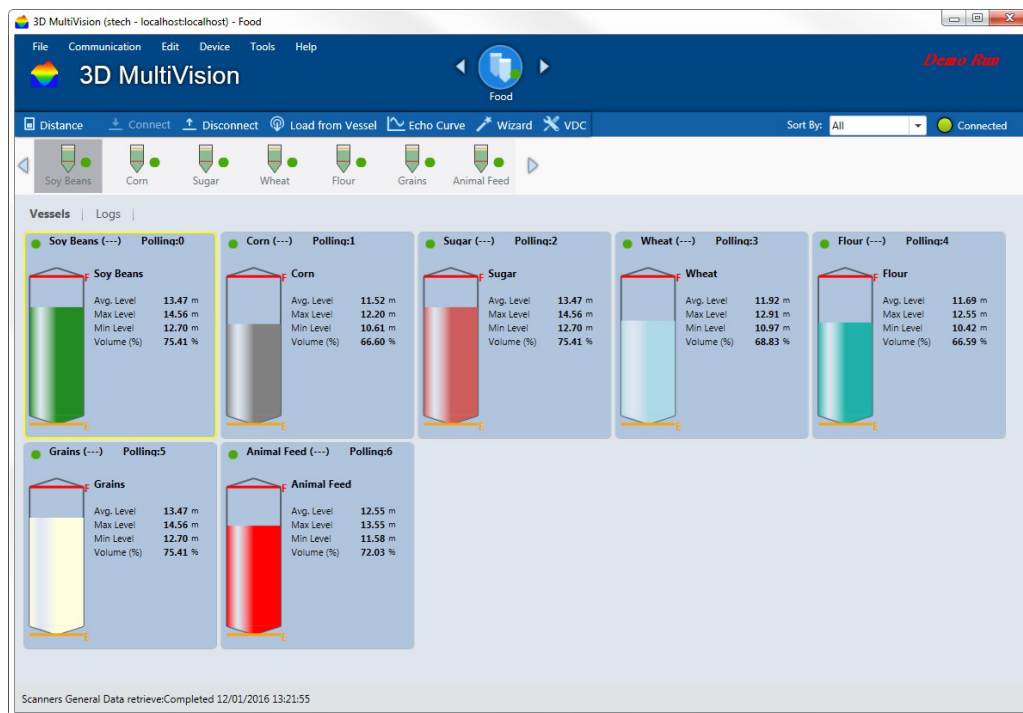 3D MultiVision (stech - localhost:localhost) - Food
File Communication Edit Device Tools Help
3D MultiVision
Food
Demo Run
Distance Connect Disconnect Load from Vessel Echo Curve Wizard VDC Sort By: All Connected
Soy Beans Corn Sugar Wheat Flour Grains Animal Feed
Vessels | Logs |
Soy Beans (---) Polling:0
F Soy Beans
Avg. Level 13.47 m
Max Level 14.56 m
Min Level 12.70 m
Volume (%) 75.41 %
E
Corn (---) Polling:1
F Corn
Avg. Level 11.52 m
Max Level 12.20 m
Min Level 10.61 m
Volume (%) 66.60 %
E
Sugar (---) Polling:2
F Sugar
Avg. Level 13.47 m
Max Level 14.56 m
Min Level 12.70 m
Volume (%) 75.41 %
E
Wheat (---) Polling:3
F Wheat
Avg. Level 11.92 m
Max Level 12.91 m
Min Level 10.97 m
Volume (%) 68.83 %
E
Flour (---) Polling:4
F Flour
Avg. Level 11.69 m
Max Level 12.55 m
Min Level 10.42 m
Volume (%) 66.59 %
E
Grains (---) Polling:5
F Grains
Avg. Level 13.47 m
Max Level 14.56 m
Min Level 12.70 m
Volume (%) 75.41 %
E
Animal Feed (---) Polling:6
F Animal Feed
Avg. Level 12.55 m
Max Level 13.55 m
Min Level 11.58 m
Volume (%) 72.03 %
E
Scanners General Data retrieve:Completed 12/01/2016 13:21:55